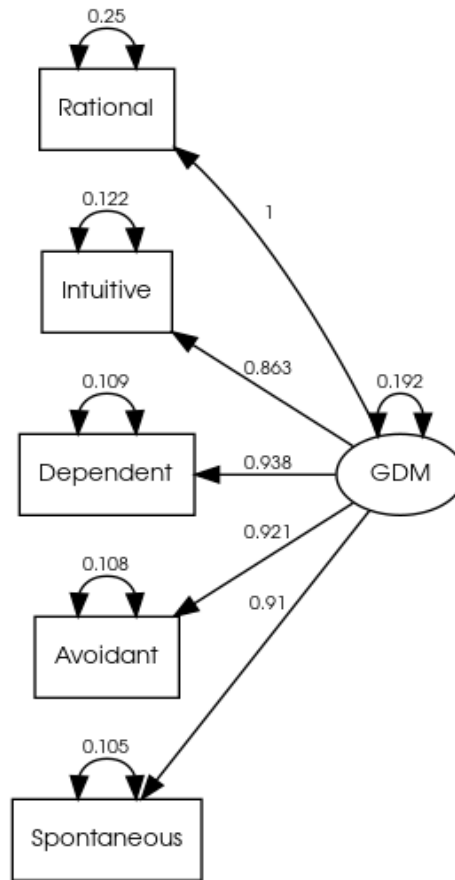 0.25
Rational
1
0.122
Intuitive
0.863
0.192
0.109
Dependent
0.938
GDM
0.921
0.108
Avoidant
0.91
0.105
Spontaneous